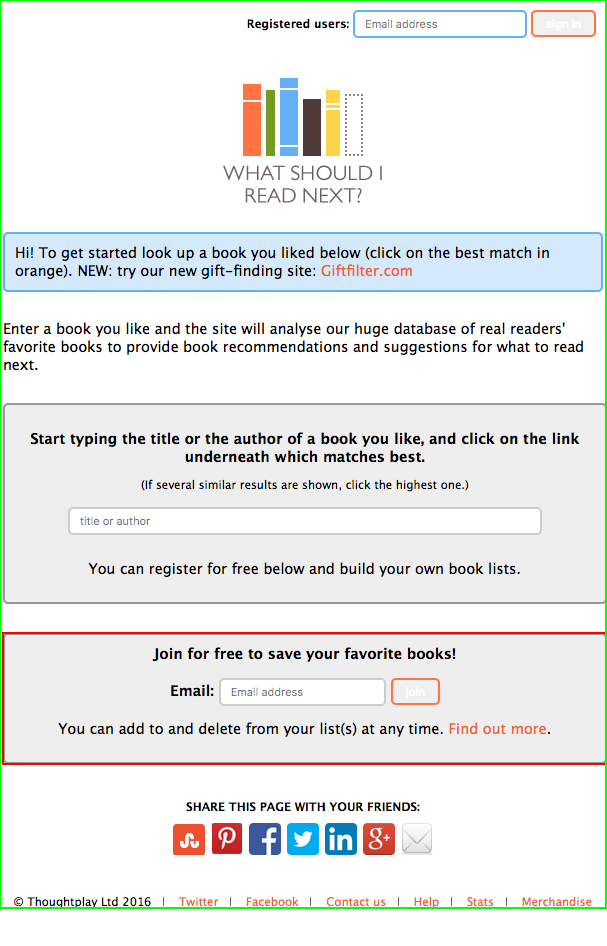 Registered users: Email address sign in
WHAT SHOULD I
READ NEXT?
Hi! To get started look up a book you liked below (click on the best match in
orange). NEW: try our new gift-finding site: Giftfilter.com
Enter a book you like and the site will analyse our huge database of real readers'
favorite books to provide book recommendations and suggestions for what to read
next.
Start typing the title or the author of a book you like, and click on the link
underneath which matches best.
(If several similar results are shown, click the highest one.)
title or author
You can register for free below and build your own book lists.
Join for free to save your favorite books!
Email: Email address join
You can add to and delete from your list(s) at any time. Find out more.
SHARE THIS PAGE WITH YOUR FRIENDS:
f in g+
© Thoughtplay Ltd 2016 | Twitter | Facebook | Contact us | Help | Stats | Merchandise